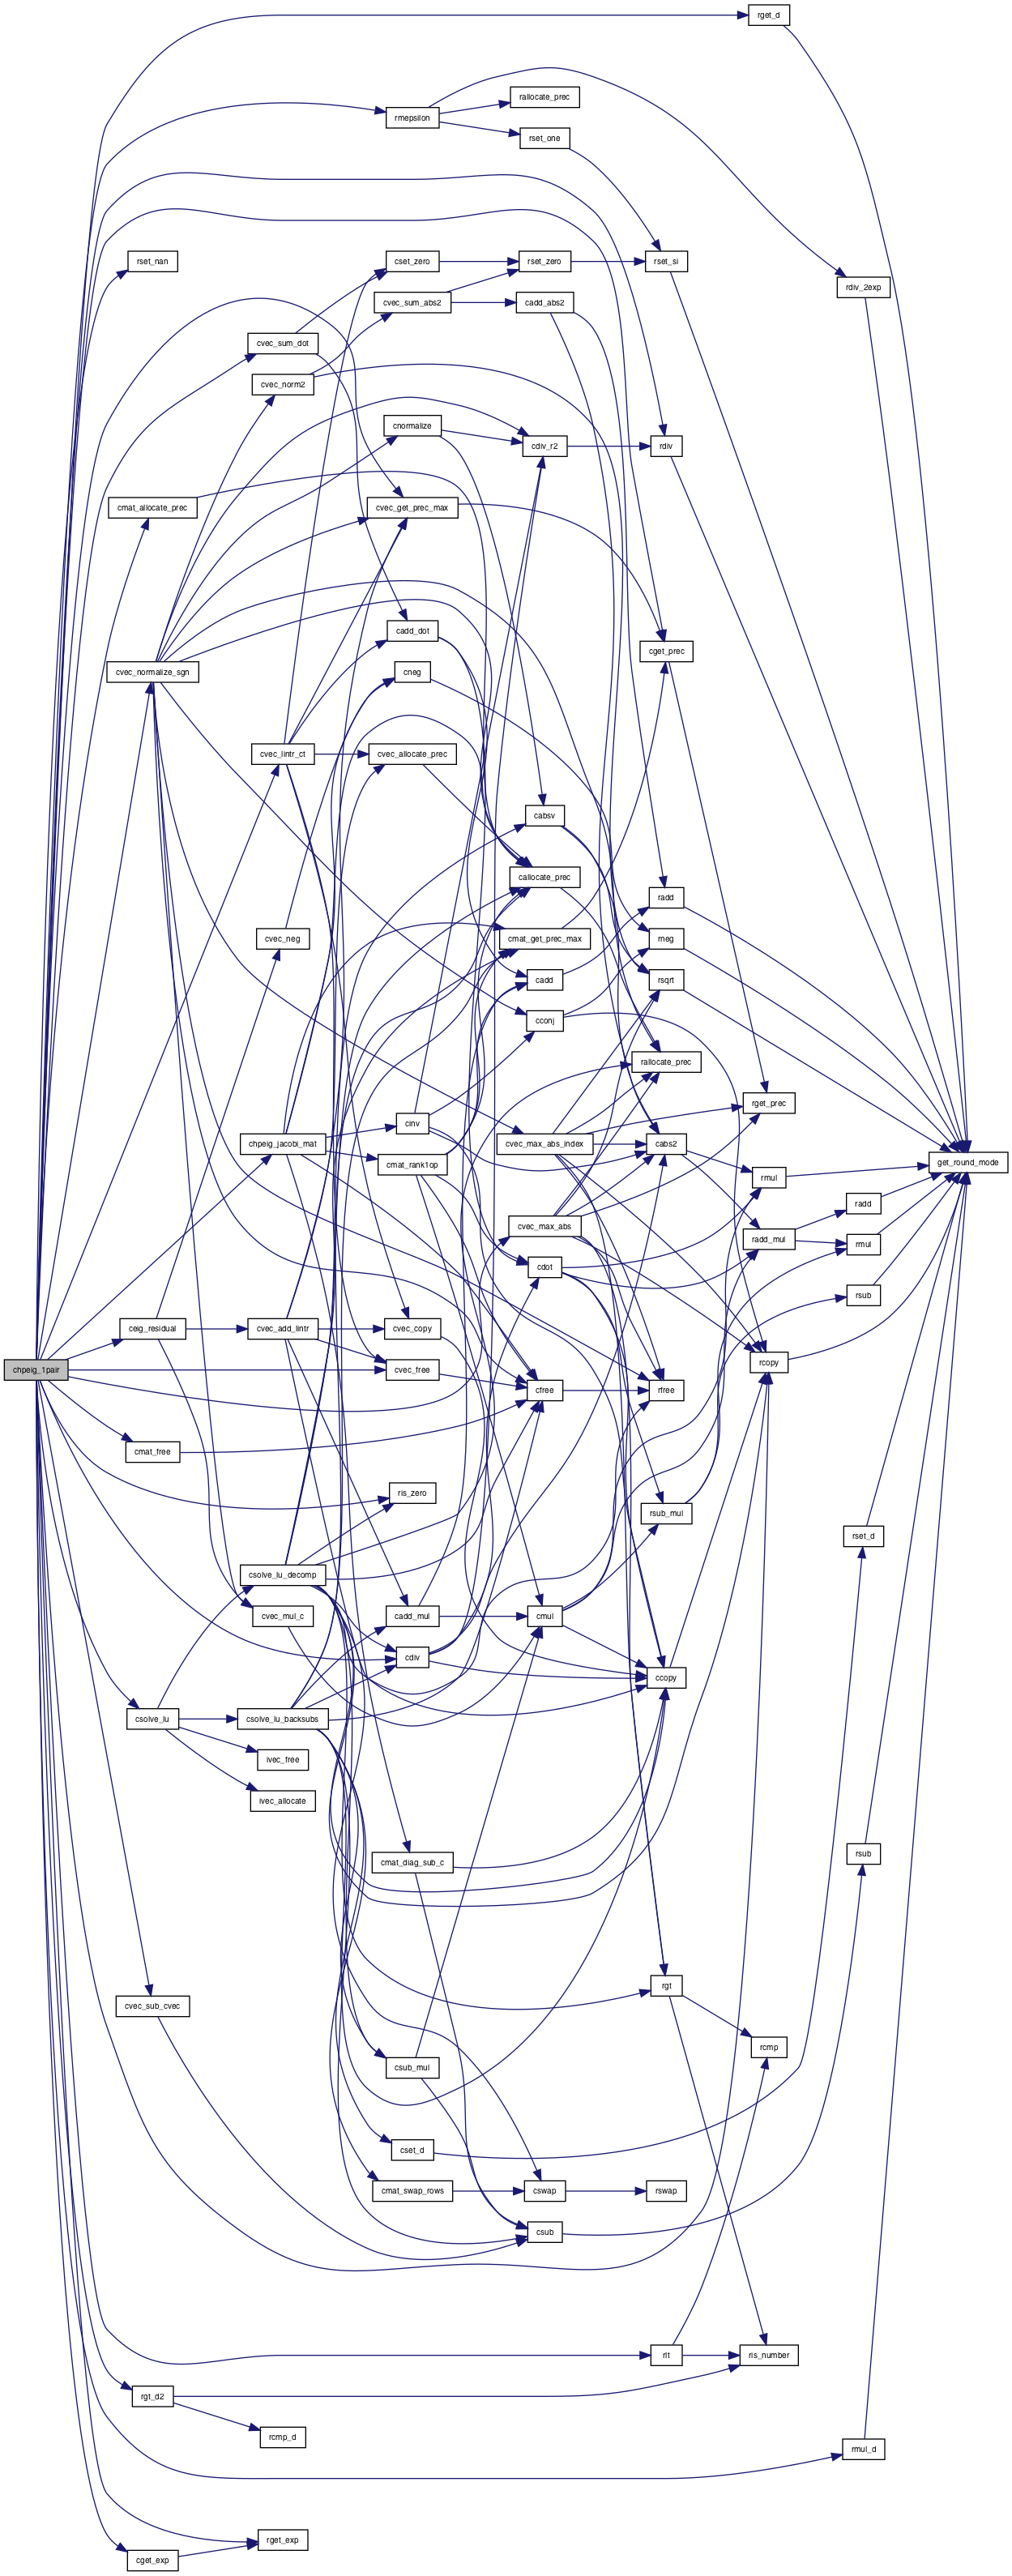 rget_d
rallocate_prec
rmepsilon
rset_one
rset_nan
cset_zero
rset_zero
rset_si
rdiv_2exp
cvec_sum_abs2
cadd_abs2
cvec_sum_dot
cvec_norm2
cnormalize
cdiv_r2
rdiv
cmat_allocate_prec
cvec_get_prec_max
cadd_dot
cget_prec
cvec_normalize_sgn
cneg
cvec_lintr_ct
cvec_allocate_prec
cabsv
callocate_prec
radd
cvec_neg
cmat_get_prec_max
rneg
cadd
rsqrt
cconj
rallocate_prec
rget_prec
cinv
chpeig_jacobi_mat
cvec_max_abs_index
cabs2
get_round_mode
cmat_rank1op
rmul
radd
cvec_max_abs
radd_mul
rmul
cdot
rsub
ceig_residual
cvec_add_lintr
cvec_copy
rcopy
chpeig_1pair
cvec_free
cfree
rfree
cmat_free
ris_zero
rsub_mul
rset_d
csolve_lu_decomp
cvec_mul_c
cadd_mul
cmul
cdiv
ccopy
csolve_lu
csolve_lu_backsubs
ivec_free
ivec_allocate
rsub
cmat_diag_sub_c
rgt
cvec_sub_cvec
rcmp
csub_mul
cset_d
cmat_swap_rows
cswap
rswap
csub
rlt
ris_number
rgt_d2
rcmp_d
rmul_d
rget_exp
cget_exp